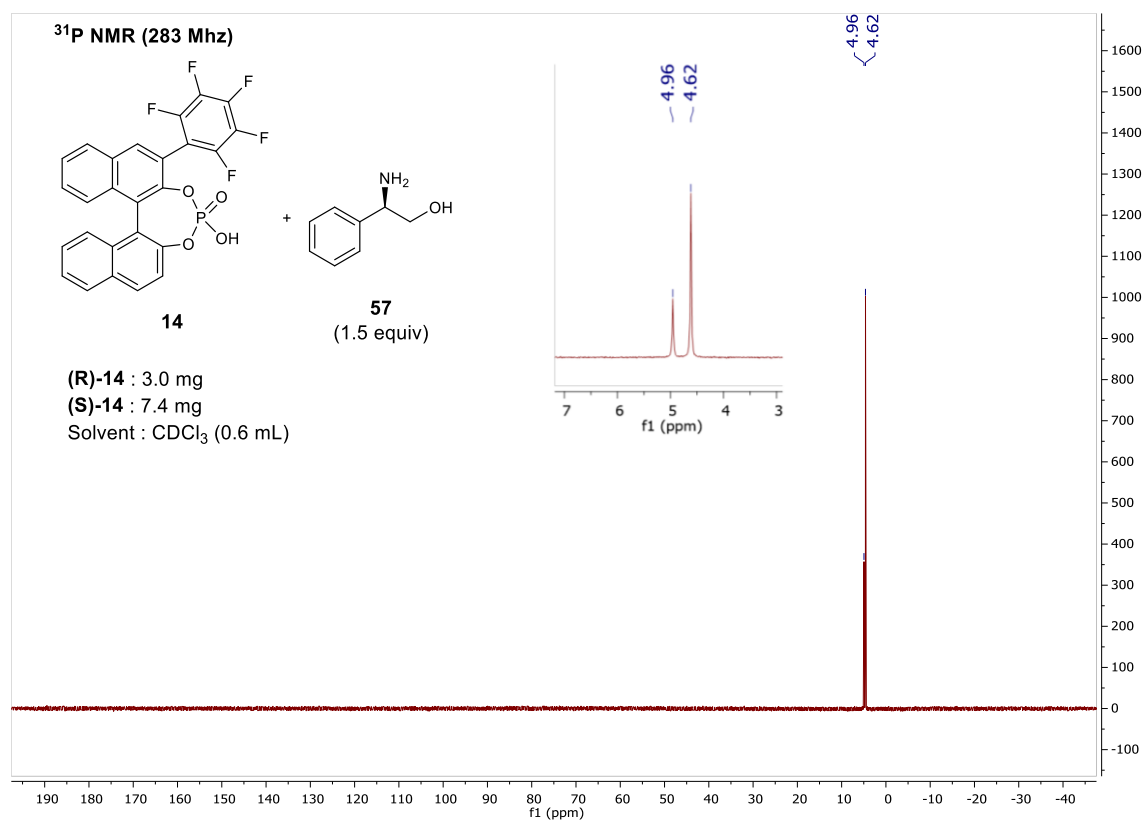 ³¹P NMR (283 Mhz)
F
F
F
F
F
O
O
P
OH
O
14
+
NH₂
OH
57
(1.5 equiv)
(R)-14 : 3.0 mg
(S)-14 : 7.4 mg
Solvent : CDCl₃ (0.6 mL)
4.96
4.62
7 6 5 4 3
f1 (ppm)
4.96
4.62
1600
1500
1400
1300
1200
1100
1000
900
800
700
600
500
400
300
200
100
0
-100
190 180 170 160 150 140 130 120 110 100 90 80 70 60 50 40 30 20 10 0 -10 -20 -30 -40
f1 (ppm)